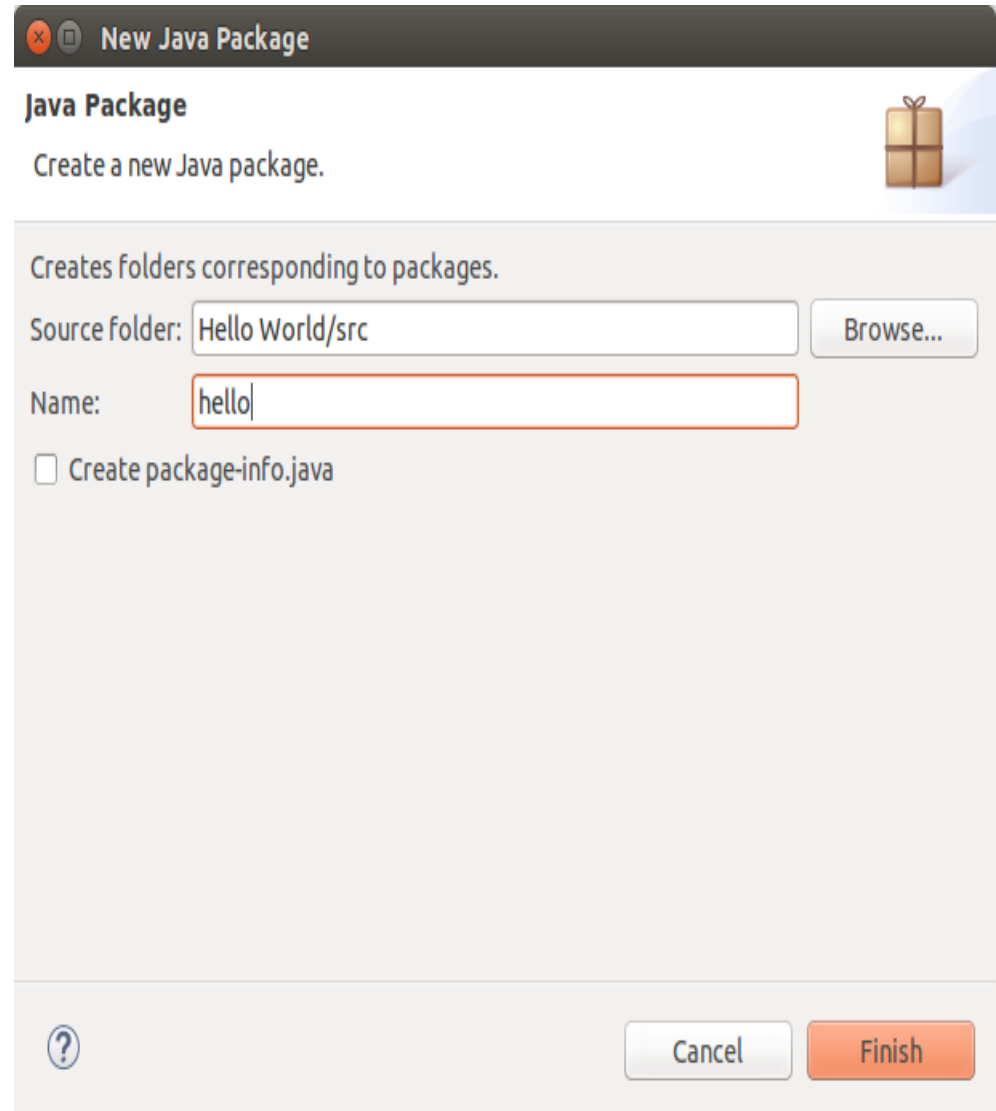 New Java Package
Java Package
Create a new Java package.
Creates folders corresponding to packages.
Source folder: Hello World/src Browse...
Name: hello
Create package-info.java
? Cancel Finish